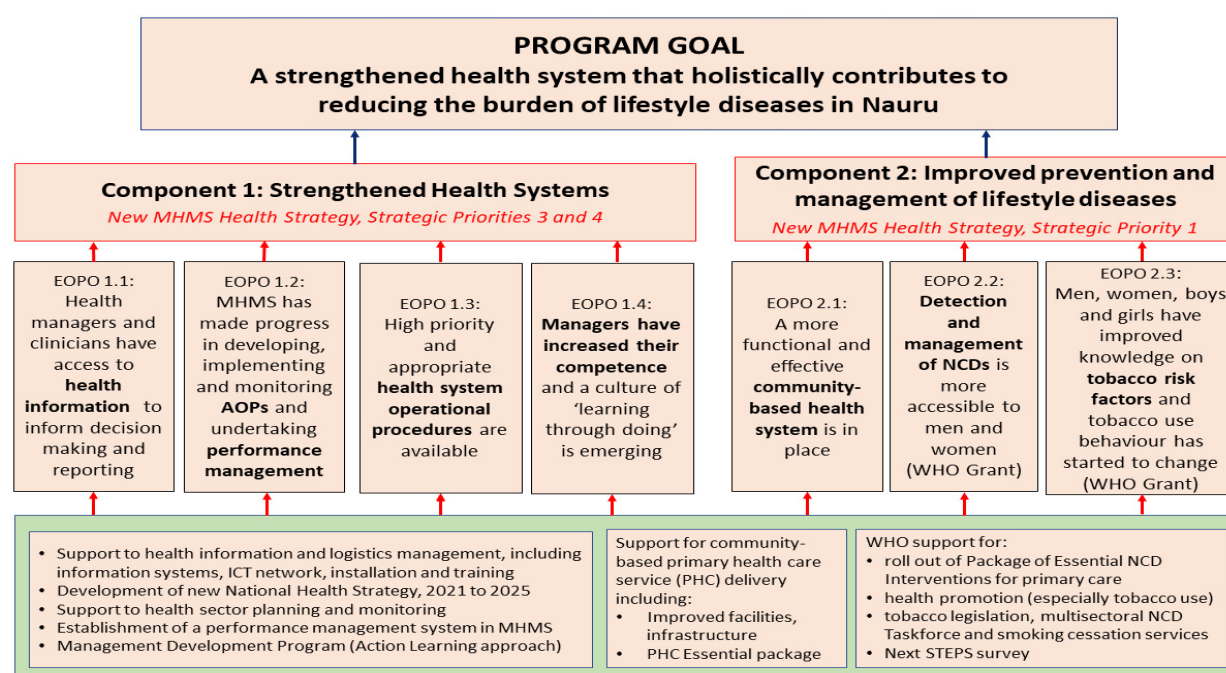 PROGRAM GOAL
A strengthened health system that holistically contributes to
reducing the burden of lifestyle diseases in Nauru
Component 1: Strengthened Health Systems
New MHMS Health Strategy, Strategic Priorities 3 and 4
Component 2: Improved prevention and
management of lifestyle diseases
New MHMS Health Strategy, Strategic Priority 1
EOPO 1.1:
Health
managers and
clinicians have
access to
health
information to
inform decision
making and
reporting
EOPO 1.2:
MHMS has
made progress
in developing,
implementing
and monitoring
AOPs and
undertaking
performance
management
EOPO 1.3:
High priority
and
appropriate
health system
operational
procedures are
available
EOPO 1.4:
Managers have
increased their
competence
and a culture of
‘learning
through doing’
is emerging
EOPO 2.1:
A more
functional and
effective
community-
based health
system is in
place
EOPO 2.2:
Detection
and
management
of NCDs is
more
accessible to
men and
women
(WHO Grant)
EOPO 2.3:
Men, women, boys
and girls have
improved
knowledge on
tobacco risk
factors and
tobacco use
behaviour has
started to change
(WHO Grant)
• Support to health information and logistics management, including
information systems, ICT network, installation and training
• Development of new National Health Strategy, 2021 to 2025
• Support to health sector planning and monitoring
• Establishment of a performance management system in MHMS
• Management Development Program (Action Learning approach)
Support for community-
based primary health care
service (PHC) delivery
including:
• Improved facilities,
infrastructure
• PHC Essential package
WHO support for:
• roll out of Package of Essential NCD
Interventions for primary care
• health promotion (especially tobacco use)
• tobacco legislation, multisectoral NCD
Taskforce and smoking cessation services
• Next STEPS survey